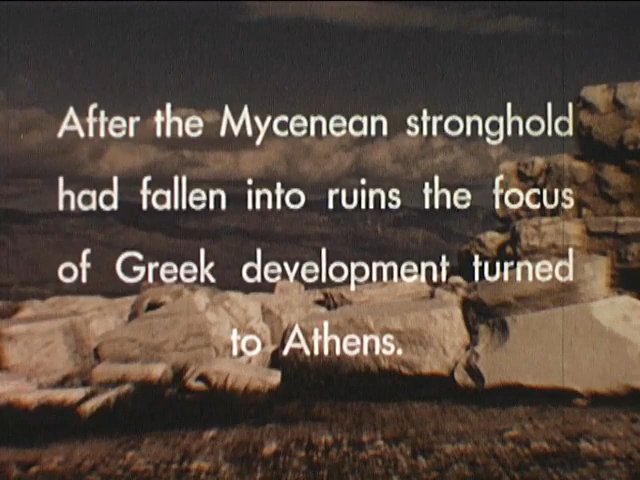 After the Mycenean stronghold
had fallen into ruins the focus
of Greek development turned
to Athens.